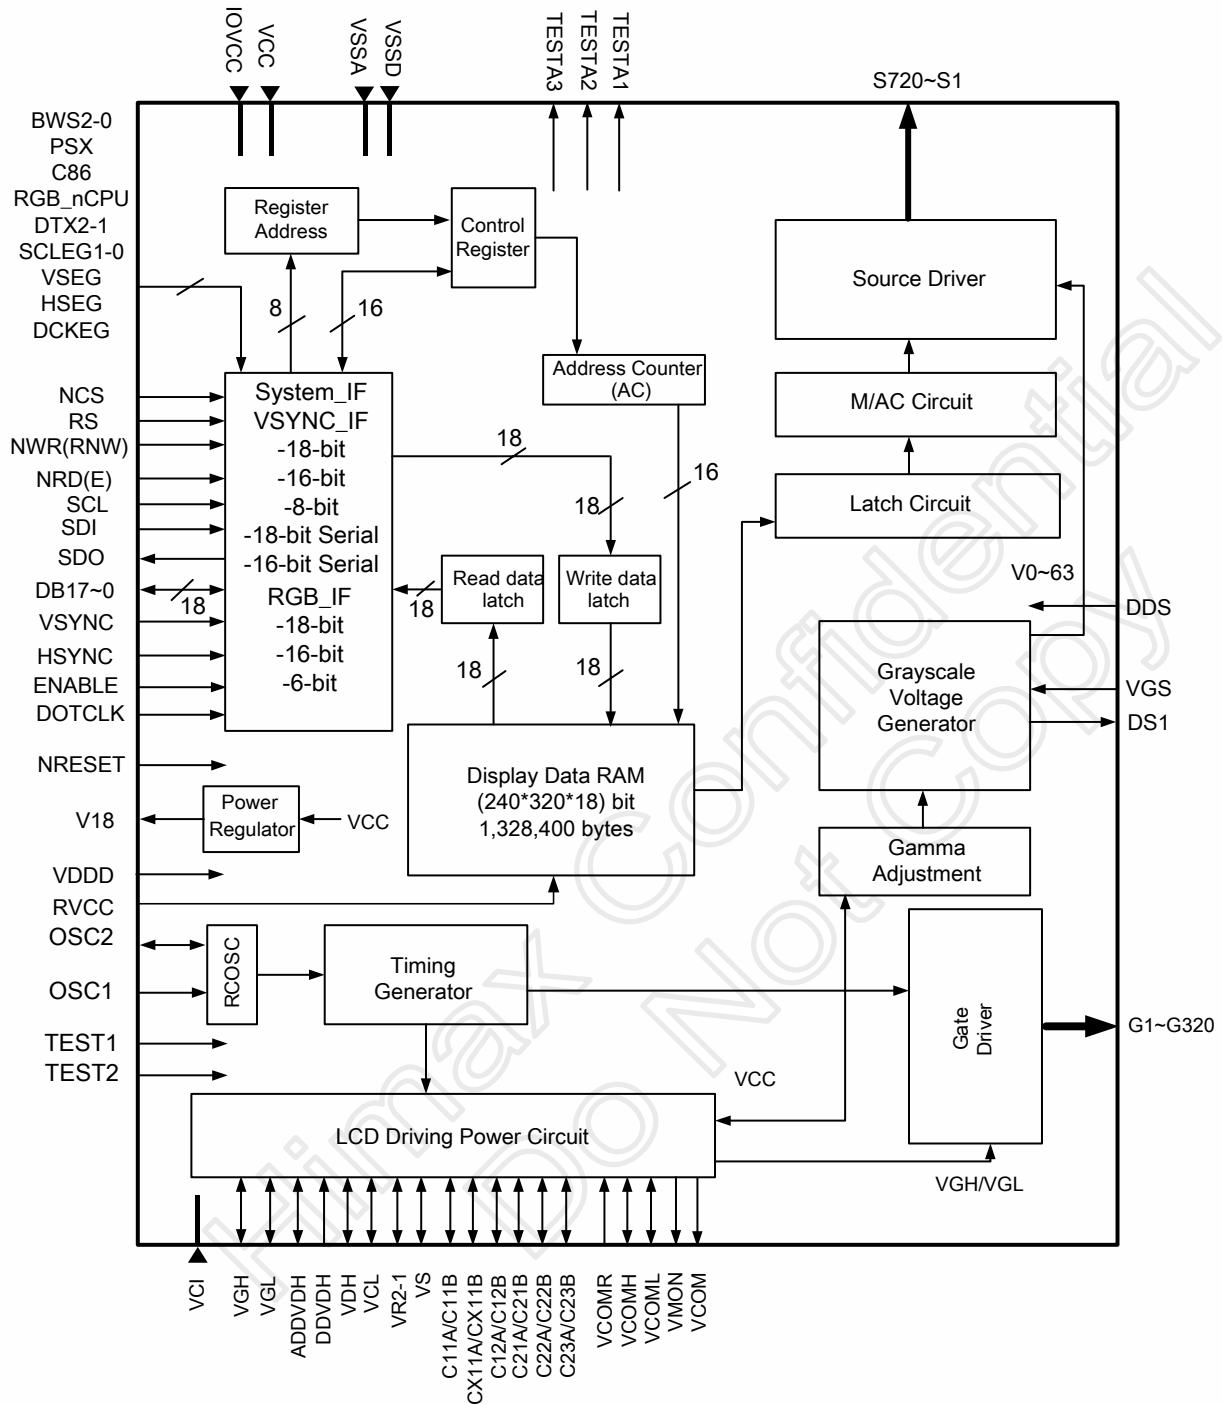 IOVCC
VCC
VSSA
VSSD
TESTA3
TESTA2
TESTA1
S720~S1
BWS2-0
PSX
C86
RGB_nCPU
DTX2-1
SCLEG1-0
VSEG
HSEG
DCKEG
Register
Address
Control
Register
Source Driver
8
16
Address Counter
(AC)
M/AC Circuit
NCS
RS
NWR(RNW)
NRD(E)
SCL
SDI
SDO
DB17~0
18
VSYNC
HSYNC
ENABLE
DOTCLK
System_IF
VSYNC_IF
-18-bit
-16-bit
-8-bit
-18-bit Serial
-16-bit Serial
RGB_IF
-18-bit
-16-bit
-6-bit
18
18
16
Latch Circuit
Read data
latch
Write data
latch
18
18
18
V0~63
DDS
Grayscale
Voltage
Generator
VGS
DS1
NRESET
V18
Power
Regulator
VCC
Display Data RAM
(240*320*18) bit
1,328,400 bytes
Gamma
Adjustment
VDDD
RVCC
OSC2
OSC1
RCOSC
Timing
Generator
Gate
Driver
G1~G320
TEST1
TEST2
VCC
LCD Driving Power Circuit
VGH/VGL
VCI
VGH
VGL
ADDVDH
DDVDH
VDH
VCL
VR2-1
VS
C11A/C11B
CX11A/CX11B
C12A/C12B
C21A/C21B
C22A/C22B
C23A/C23B
VCOMR
VCOMH
VCOML
VMON
VCOM
Himax Confidential
Do Not Copy